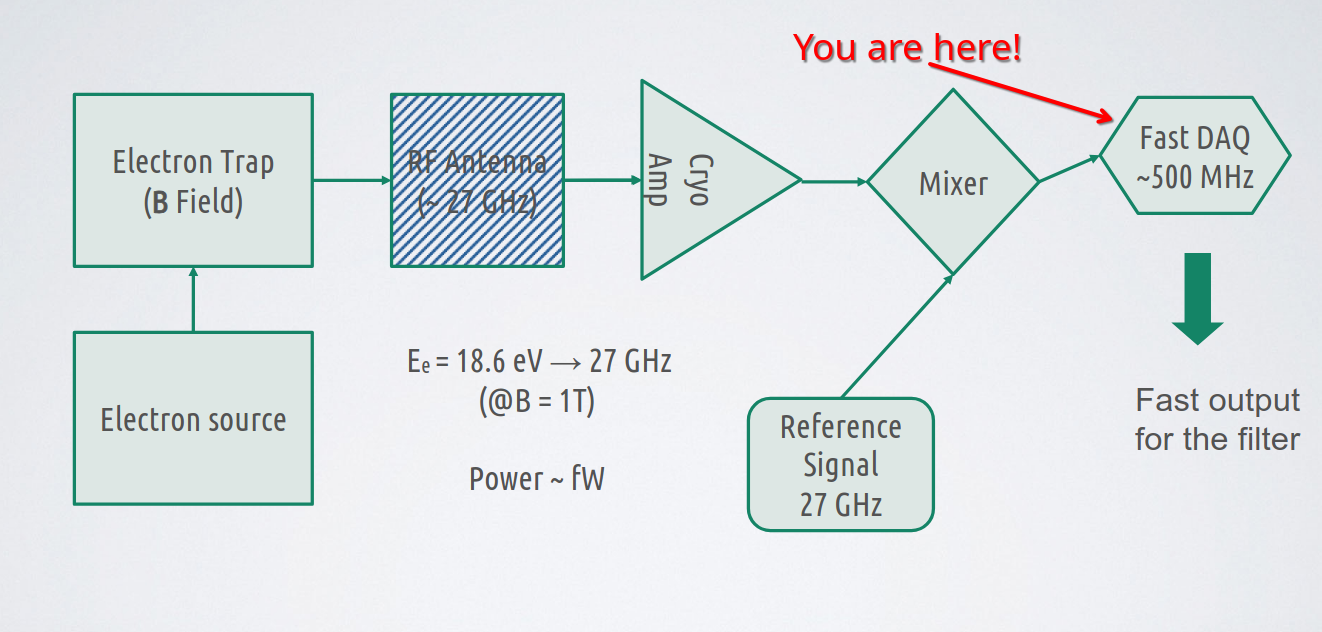 You are here!
Electron Trap
(B Field)
RF Antenna
(~ 27 GHz)
Cryo
Amp
Mixer
Fast DAQ
~500 MHz
Electron source
Eₑ = 18.6 eV → 27 GHz
(@B = 1T)
Power ~ fW
Reference
Signal
27 GHz
Fast output
for the filter